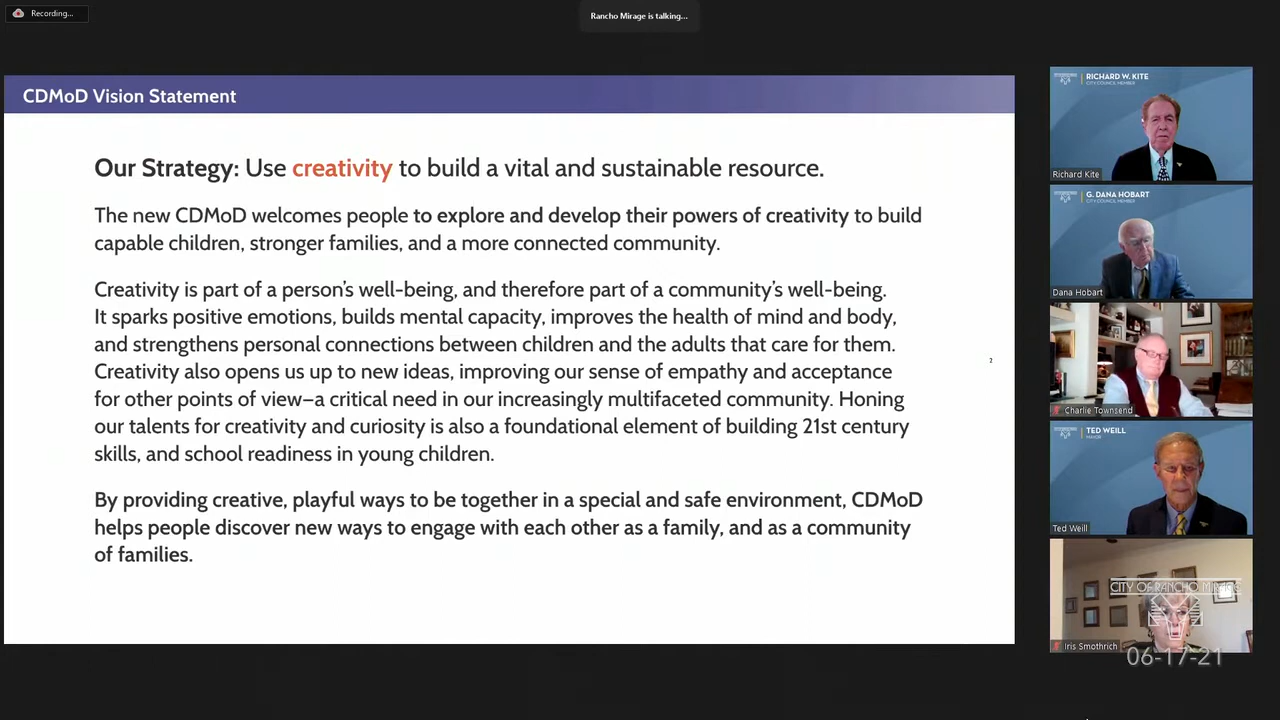 Recording...
Rancho Mirage is talking...
CDMoD Vision Statement
Our Strategy: Use creativity to build a vital and sustainable resource.
The new CDMoD welcomes people to explore and develop their powers of creativity to build
capable children, stronger families, and a more connected community.
Creativity is part of a person's well-being, and therefore part of a community's well-being.
It sparks positive emotions, builds mental capacity, improves the health of mind and body,
and strengthens personal connections between children and the adults that care for them.
Creativity also opens us up to new ideas, improving our sense of empathy and acceptance
for other points of view—a critical need in our increasingly multifaceted community. Honing
our talents for creativity and curiosity is also a foundational element of building 21st century
skills, and school readiness in young children.
By providing creative, playful ways to be together in a special and safe environment, CDMoD
helps people discover new ways to engage with each other as a family, and as a community
of families.
2
RICHARD W. KITE
CITY COUNCIL MEMBER
Richard Kite
G. DANA HOBART
CITY COUNCIL MEMBER
Dana Hobart
Charlie Townsend
TED WEILL
MAYOR
Ted Weill
CITY OF RANCHO MIRAGE
Iris Smothrich
06-17-21